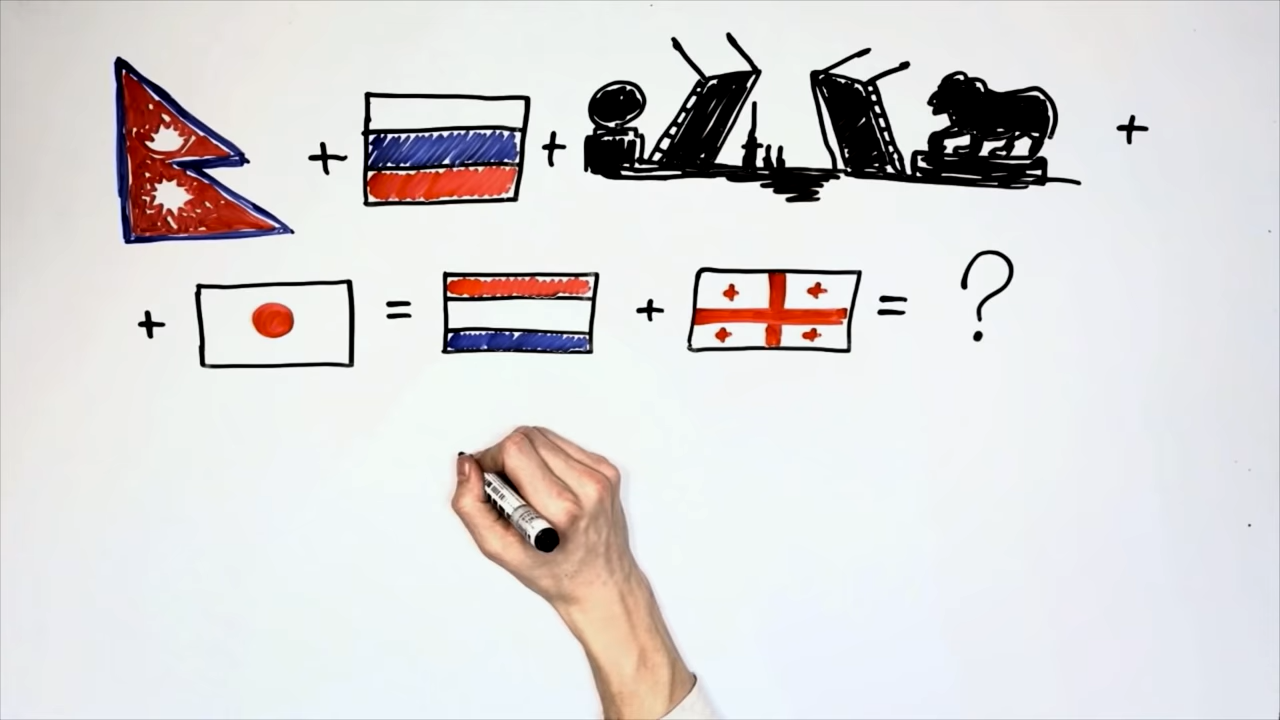 + + +
+ = + = ?